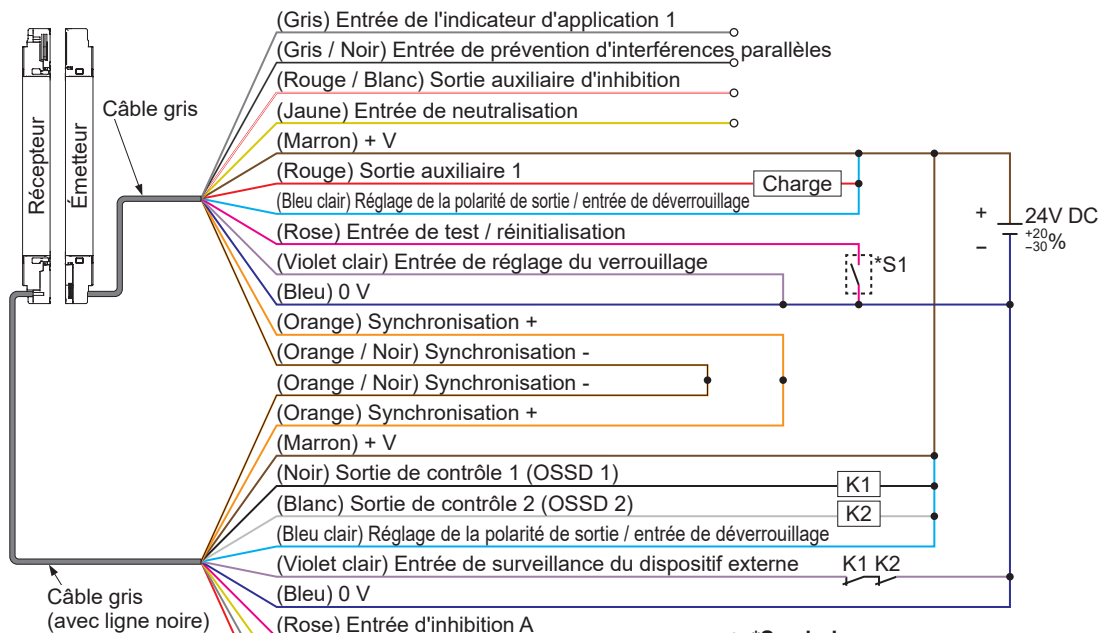 (Gris) Entrée de l'indicateur d'application 1
(Gris / Noir) Entrée de prévention d'interférences parallèles
(Rouge / Blanc) Sortie auxiliaire d'inhibition
Câble gris
(Jaune) Entrée de neutralisation
(Marron) + V
Récepteur
Émetteur
(Rouge) Sortie auxiliaire 1
Charge
(Bleu clair) Réglage de la polarité de sortie / entrée de déverrouillage
(Rose) Entrée de test / réinitialisation
+
24V DC
+20
–30%
–
(Violet clair) Entrée de réglage du verrouillage
*S1
(Bleu) 0 V
(Orange) Synchronisation +
(Orange / Noir) Synchronisation -
(Orange / Noir) Synchronisation -
(Orange) Synchronisation +
(Marron) + V
(Noir) Sortie de contrôle 1 (OSSD 1)
K1
(Blanc) Sortie de contrôle 2 (OSSD 2)
K2
(Bleu clair) Réglage de la polarité de sortie / entrée de déverrouillage
(Violet clair) Entrée de surveillance du dispositif externe
K1 K2
Câble gris
(avec ligne noire)
(Bleu) 0 V
(Rose) Entrée d'inhibition A